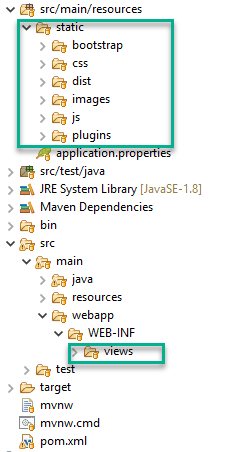 src/main/resources
static
bootstrap
css
dist
images
js
plugins
application.properties
src/test/java
JRE System Library [JavaSE-1.8]
Maven Dependencies
bin
src
main
java
resources
webapp
WEB-INF
views
test
target
mvnw
mvnw.cmd
pom.xml